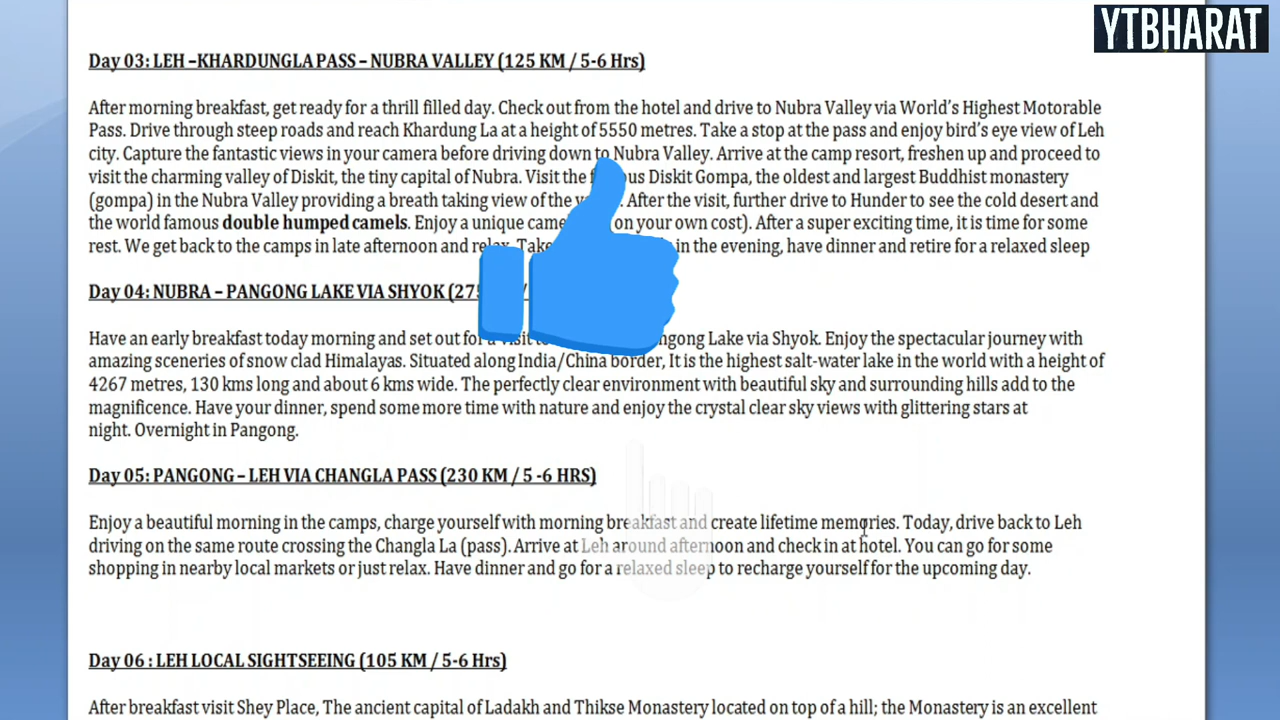 YTBHARAT
Day 03: LEH –KHARDUNGLA PASS – NUBRA VALLEY (125 KM / 5-6 Hrs)
After morning breakfast, get ready for a thrill filled day. Check out from the hotel and drive to Nubra Valley via World's Highest Motorable
Pass. Drive through steep roads and reach Khardung La at a height of 5550 metres. Take a stop at the pass and enjoy bird's eye view of Leh
city. Capture the fantastic views in your camera before driving down to Nubra Valley. Arrive at the camp resort, freshen up and proceed to
visit the charming valley of Diskit, the tiny capital of Nubra. Visit the Diskit Gompa, the oldest and largest Buddhist monastery
(gompa) in the Nubra Valley providing a breath taking view of the After the visit, further drive to Hunder to see the cold desert and
the world famous double humped camels. Enjoy a unique on your own cost). After a super exciting time, it is time for some
rest. We get back to the camps in late afternoon and relax. Take in the evening, have dinner and retire for a relaxed sleep
Day 04: NUBRA – PANGONG LAKE VIA SHYOK
Have an early breakfast today morning and set out for a visit Lake via Shyok. Enjoy the spectacular journey with
amazing sceneries of snow clad Himalayas. Situated along India/China border, It is the highest salt-water lake in the world with a height of
4267 metres, 130 kms long and about 6 kms wide. The perfectly clear environment with beautiful sky and surrounding hills add to the
magnificence. Have your dinner, spend some more time with nature and enjoy the crystal clear sky views with glittering stars at
night. Overnight in Pangong.
Day 05: PANGONG – LEH VIA CHANGLA PASS (230 KM / 5 -6 HRS)
Enjoy a beautiful morning in the camps, charge yourself with morning breakfast and create lifetime memories. Today, drive back to Leh
driving on the same route crossing the Changla La (pass). Arrive at Leh around afternoon and check in at hotel. You can go for some
shopping in nearby local markets or just relax. Have dinner and go for a relaxed sleep to recharge yourself for the upcoming day.
Day 06 : LEH LOCAL SIGHTSEEING (105 KM / 5-6 Hrs)
After breakfast visit Shey Place, The ancient capital of Ladakh and Thikse Monastery located on top of a hill; the Monastery is an excellent